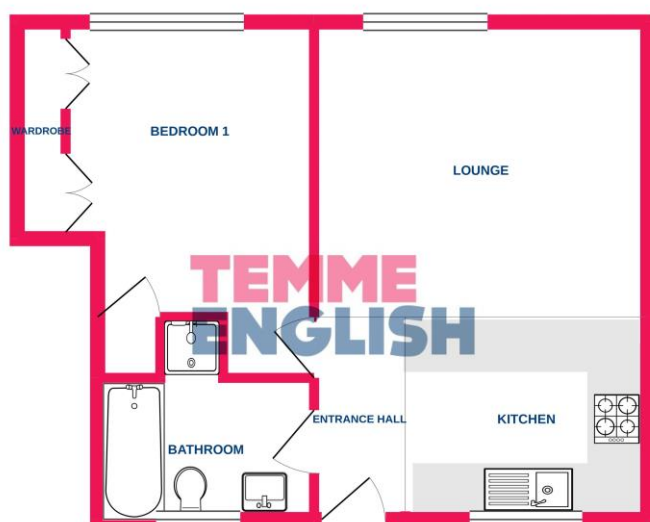 WARDROBE
BEDROOM 1
LOUNGE
TEMME
ENGLISH
ENTRANCE HALL
KITCHEN
BATHROOM